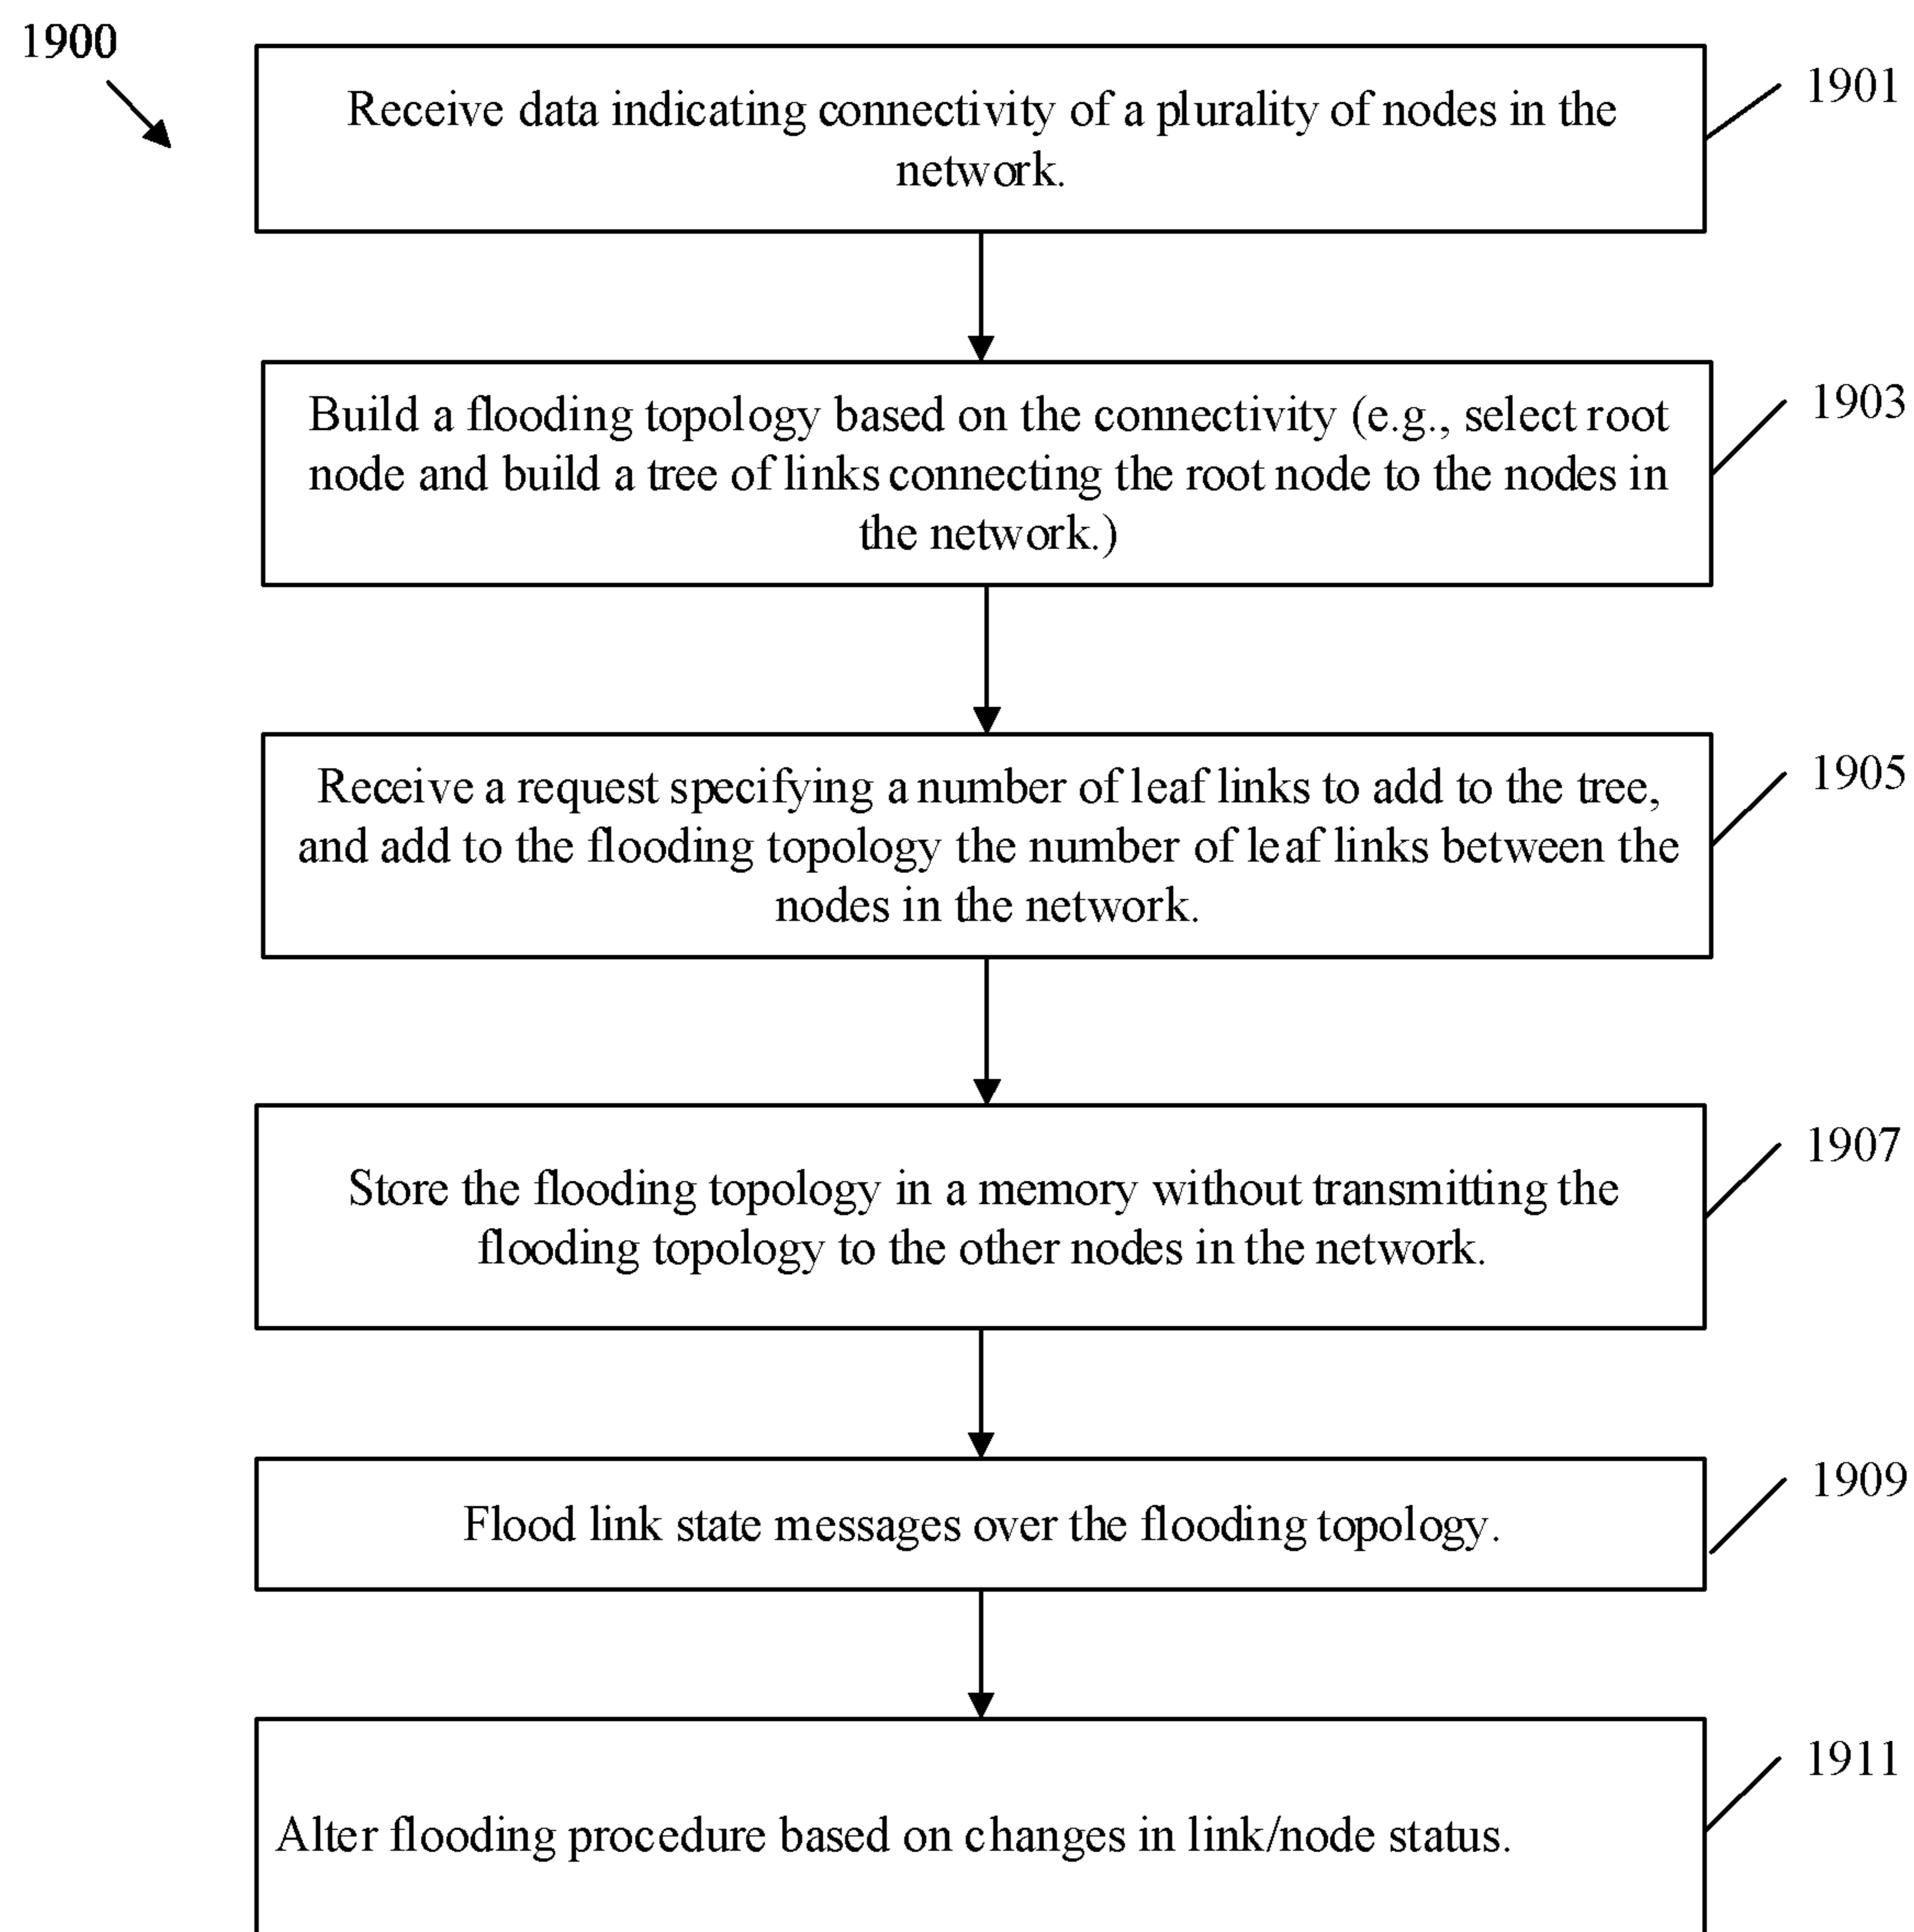 1900
Receive data indicating connectivity of a plurality of nodes in the
network.
1901
Build a flooding topology based on the connectivity (e.g., select root
node and build a tree of links connecting the root node to the nodes in
the network.)
1903
Receive a request specifying a number of leaf links to add to the tree,
and add to the flooding topology the number of leaf links between the
nodes in the network.
1905
Store the flooding topology in a memory without transmitting the
flooding topology to the other nodes in the network.
1907
Flood link state messages over the flooding topology.
1909
Alter flooding procedure based on changes in link/node status.
1911